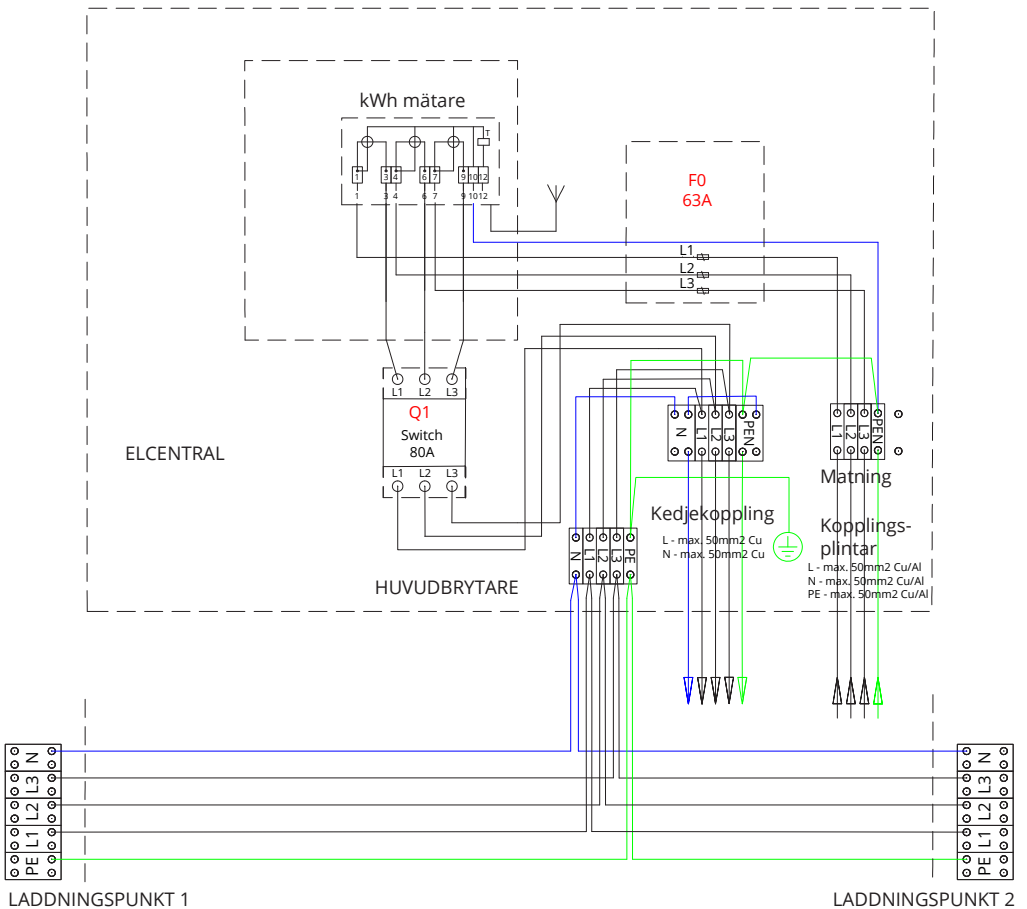 kWh mätare
T
1 3 4 6 7 9 10 12
1 3 4 6 7 9 10 12
F0
63A
L1
L2
L3
L1 L2 L3
Q1
Switch
80A
L1 L2 L3
ELCENTRAL
N L1 L2 L3 PEN
L1 L2 L3 PEN
Matning
Kedjekoppling
L - max. 50mm2 Cu
N - max. 50mm2 Cu
Kopplings-
plintar
L - max. 50mm2 Cu/Al
N - max. 50mm2 Cu/Al
PE - max. 50mm2 Cu/Al
N L1 L2 L3 PE
HUVUDBRYTARE
N
L3
L2
L1
PE
LADDNINGSPUNKT 1
N
L3
L2
L1
PE
LADDNINGSPUNKT 2